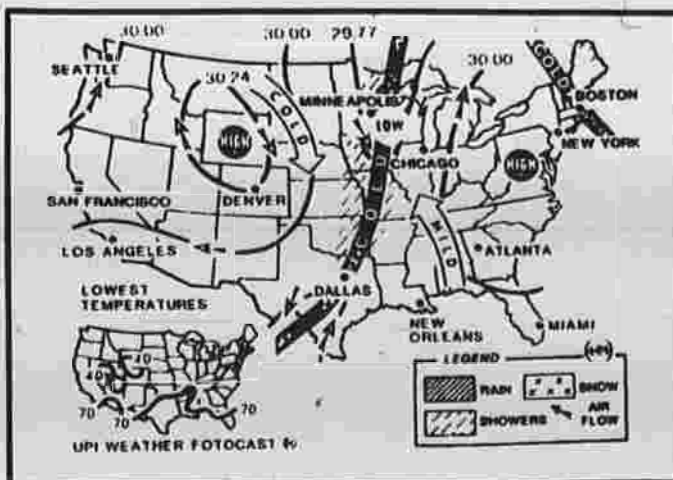 30.00
30.00
29.77
SEATTLE
30.24
30.00
COLD
COLD
MINNEAPOLIS
BOSTON
LOW
HIGH
CHICAGO
NEW YORK
HIGH
SAN FRANCISCO
DENVER
COLD
MILD
LOS ANGELES
ATLANTA
LOWEST
TEMPERATURES
DALLAS
NEW
ORLEANS
MIAMI
LEGEND
RAIN
SNOW
SHOWERS
AIR
FLOW
40
40
70
70
70
UPI WEATHER FOTOCAST